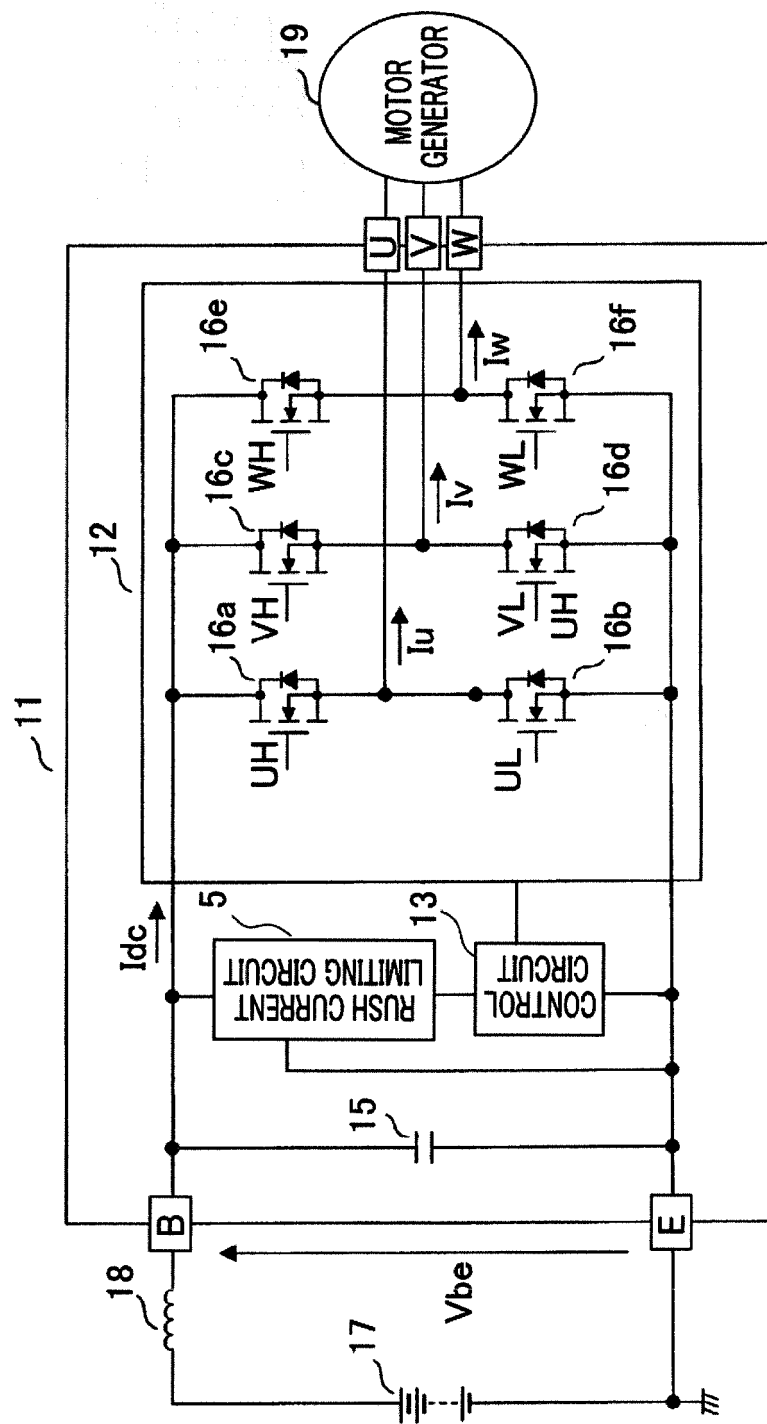 11
12
19
MOTOR
GENERATOR
U
V
W
16a
16c
16e
UH
VH
WH
Iu
Iv
Iw
UL
VL
UH
WL
16b
16d
16f
Idc
5
RUSH CURRENT
LIMITING CIRCUIT
13
CONTROL
CIRCUIT
15
B
E
18
Vbe
17